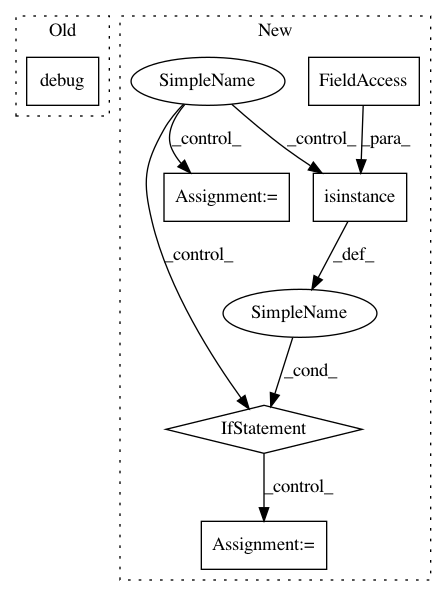 Old
New
debug
SimpleName
FieldAccess
_control_
_control_
_para_
Assignment:=
isinstance
_control_
_def_
SimpleName
_cond_
IfStatement
_control_
Assignment:=